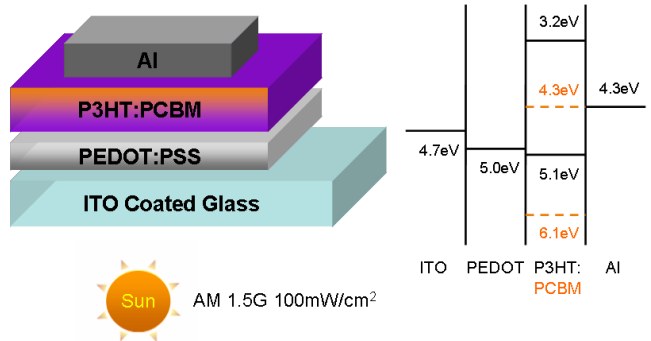 Al
P3HT:PCBM
PEDOT:PSS
ITO Coated Glass
Sun
AM 1.5G 100mW/cm²
3.2eV
4.3eV
4.3eV
4.7eV
5.0eV
5.1eV
6.1eV
ITO PEDOT P3HT: Al
PCBM